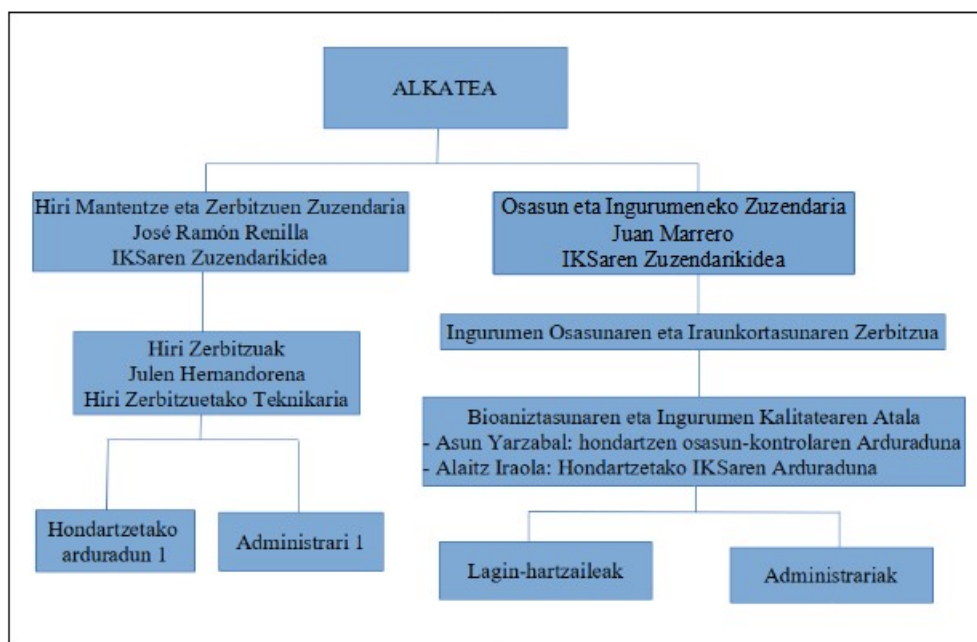 ALKATEA
Hiri Mantentze eta Zerbitzuen Zuzendaria
José Ramón Renilla
IKSaren Zuzendarikidea
Osasun eta Ingurumeneko Zuzendaria
Juan Marrero
IKSaren Zuzendarikidea
Ingurumen Osasunaren eta Iraunkortasunaren Zerbitzua
Hiri Zerbitzuak
Julen Hernandorena
Hiri Zerbitzuetako Teknikaria
Bioaniztasunaren eta Ingurumen Kalitatearen Atala
- Asun Yarzabal: hondartzen osasun-kontrolaren Arduraduna
- Alaitz Iraola: Hondartzetako IKSaren Arduraduna
Hondartzetako
arduradun 1
Administrari 1
Lagin-hartzaileak
Administrariak